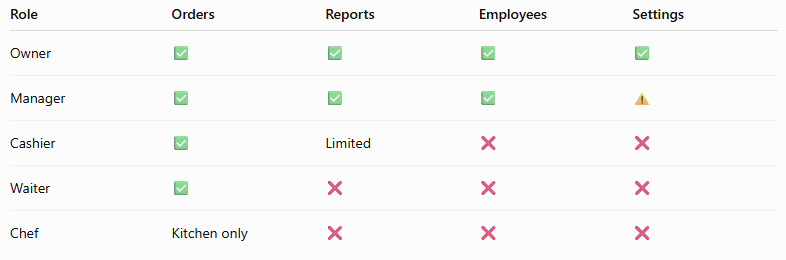 Role Orders Reports Employees Settings
Owner ✅ ✅ ✅ ✅
Manager ✅ ✅ ✅ ⚠️
Cashier ✅ Limited ❌ ❌
Waiter ✅ ❌ ❌ ❌
Chef Kitchen only ❌ ❌ ❌